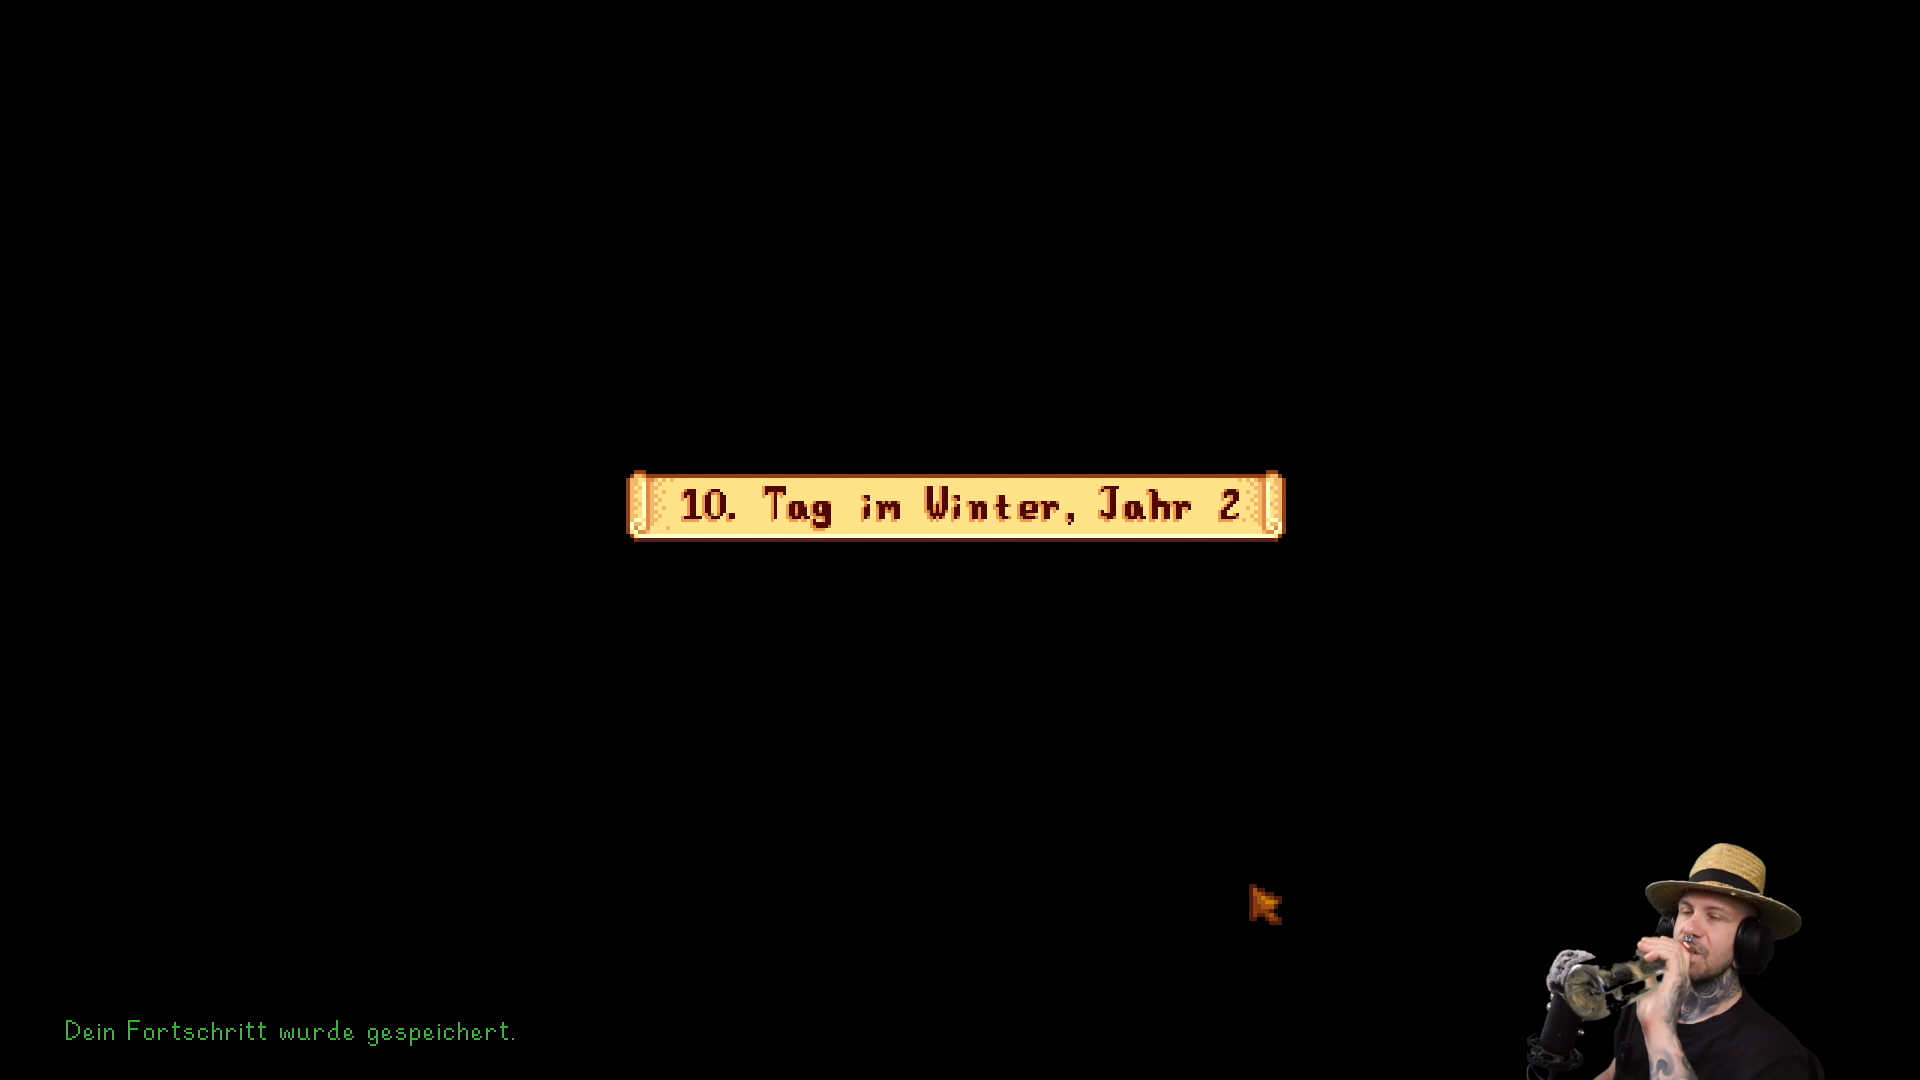 10. Tag im Winter, Jahr 2
Dein Fortschritt wurde gespeichert.